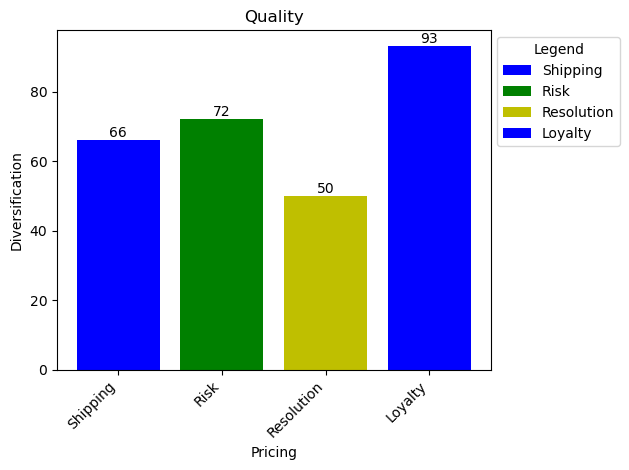 Quality
Diversification
80
60
40
20
0
66
72
50
93
Shipping
Risk
Resolution
Loyalty
Pricing
Legend
Shipping
Risk
Resolution
Loyalty